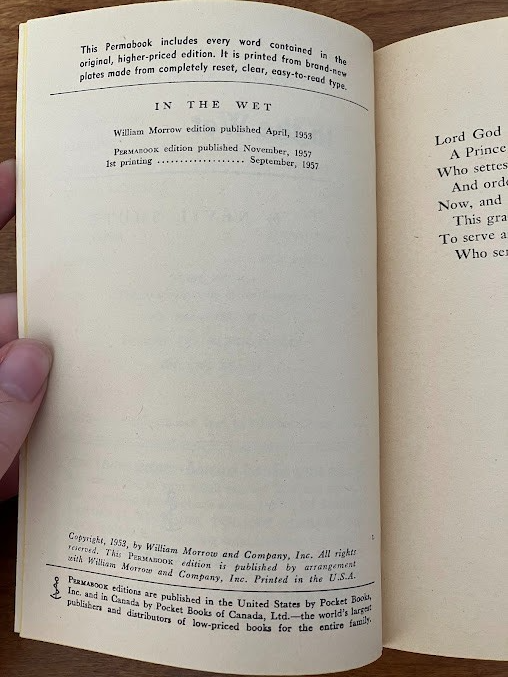 This Permabook includes every word contained in the
original, higher-priced edition. It is printed from brand-new
plates made from completely reset, clear, easy-to-read type.
IN THE WET
William Morrow edition published April, 1953
PERMABOOK edition published November, 1957
1st printing ................... September, 1957
Copyright, 1953, by William Morrow and Company, Inc. All rights
reserved. This PERMABOOK edition is published by arrangement
with William Morrow and Company, Inc. Printed in the U.S.A.
PERMABOOK editions are published in the United States by Pocket Books,
Inc. and in Canada by Pocket Books of Canada, Ltd.—the world's largest
publishers and distributors of low-priced books for the entire family.
Lord God
A Prince
Who settes
And orde
Now, and
This gra
To serve a
Who ser